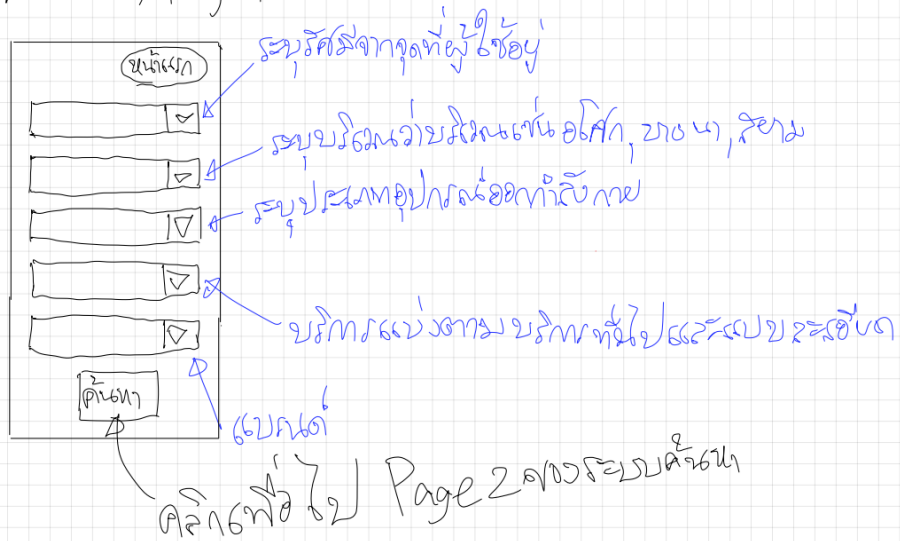 หน้าแรก
ระบุรัศมีจากจุดที่ผู้ใช้อยู่
ระบุบริเวณว่าบริเวณเช่น อโศก, บางนา, สยาม
ระบุประเภทอุปกรณ์ออกกำลังกาย
บริการแบ่งตามบริการทั่วไปและแบบละเอียด
แบรนด์
ค้นหา
คลิกเพื่อไป Page 2 ของระบบค้นหา